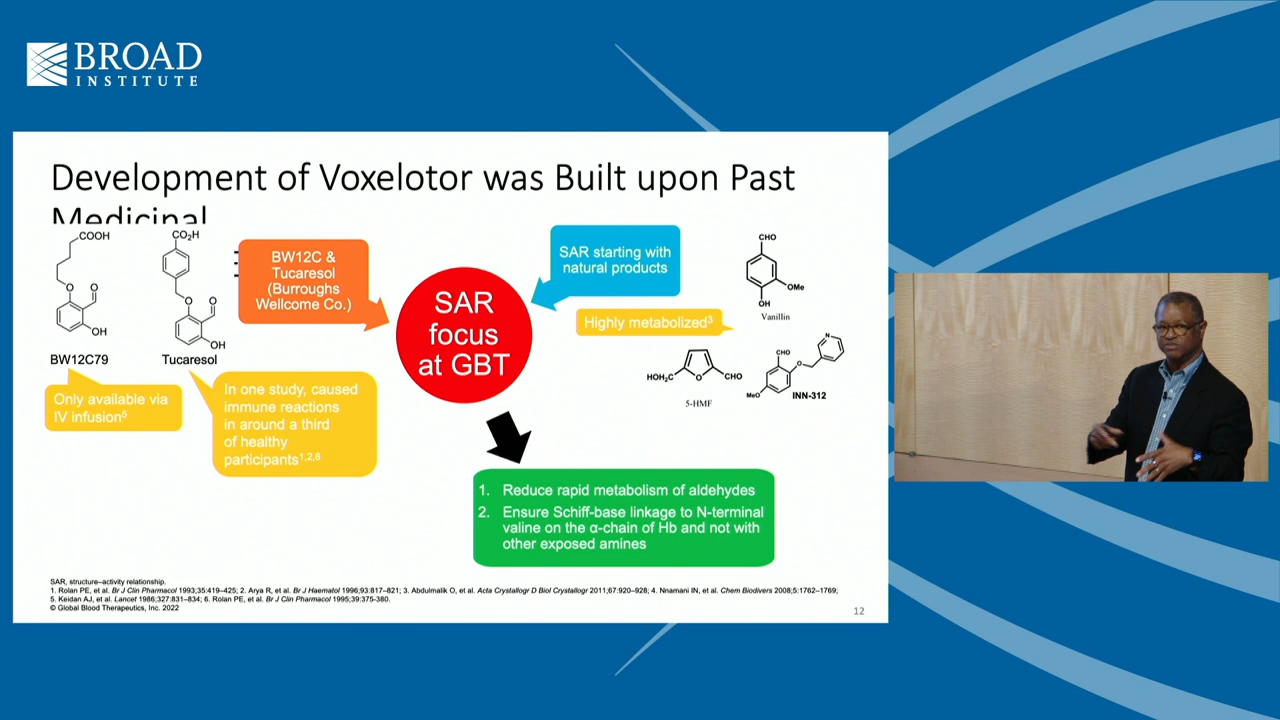 BROAD
INSTITUTE
Development of Voxelotor was Built upon Past
Medicinal
COOH
O
O
OH
BW12C79
CO₂H
O
O
OH
Tucaresol
BW12C &
Tucaresol
(Burroughs
Wellcome Co.)
Only available via
IV infusion⁵
In one study, caused
immune reactions
in around a third
of healthy
participants¹,²,⁶
SAR
focus
at GBT
SAR starting with
natural products
Highly metabolized³
CHO
OMe
OH
Vanillin
HOH₂C
O
CHO
5-HMF
CHO
O
N
MeO
INN-312
1. Reduce rapid metabolism of aldehydes
2. Ensure Schiff-base linkage to N-terminal
valine on the α-chain of Hb and not with
other exposed amines
SAR, structure–activity relationship.
1. Rolan PE, et al. Br J Clin Pharmacol 1993;35:419–425; 2. Arya R, et al. Br J Haematol 1996;93:817–821; 3. Abdulmalik O, et al. Acta Crystallogr D Biol Crystallogr 2011;67:920–928; 4. Nnamani IN, et al. Chem Biodivers 2008;5:1762–1769;
5. Keidan AJ, et al. Lancet 1986;327:831–834; 6. Rolan PE, et al. Br J Clin Pharmacol 1995;39:375-380.
© Global Blood Therapeutics, Inc. 2022
12